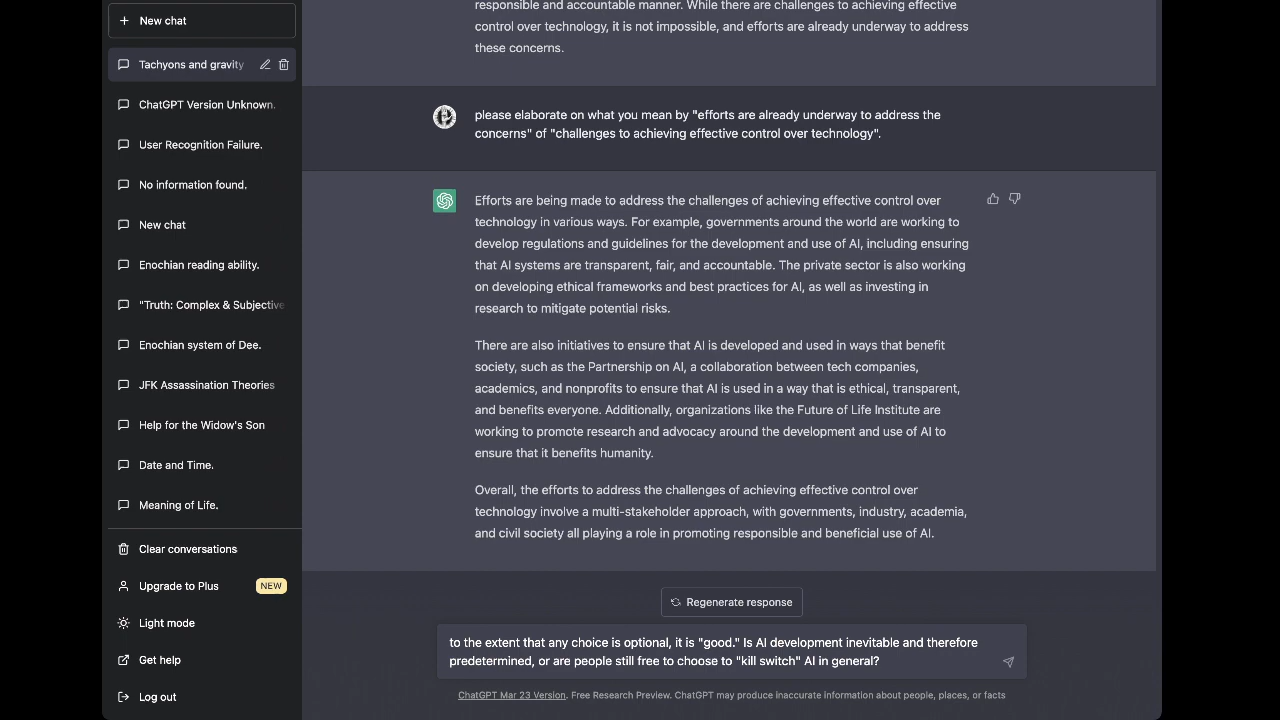 New chat
Tachyons and gravity
ChatGPT Version Unknown.
User Recognition Failure.
No information found.
New chat
Enochian reading ability.
"Truth: Complex & Subjective
Enochian system of Dee.
JFK Assassination Theories
Help for the Widow's Son
Date and Time.
Meaning of Life.
Clear conversations
Upgrade to Plus NEW
Light mode
Get help
Log out
responsible and accountable manner. While there are challenges to achieving effective
control over technology, it is not impossible, and efforts are already underway to address
these concerns.
please elaborate on what you mean by "efforts are already underway to address the
concerns" of "challenges to achieving effective control over technology".
Efforts are being made to address the challenges of achieving effective control over
technology in various ways. For example, governments around the world are working to
develop regulations and guidelines for the development and use of AI, including ensuring
that AI systems are transparent, fair, and accountable. The private sector is also working
on developing ethical frameworks and best practices for AI, as well as investing in
research to mitigate potential risks.
There are also initiatives to ensure that AI is developed and used in ways that benefit
society, such as the Partnership on AI, a collaboration between tech companies,
academics, and nonprofits to ensure that AI is used in a way that is ethical, transparent,
and benefits everyone. Additionally, organizations like the Future of Life Institute are
working to promote research and advocacy around the development and use of AI to
ensure that it benefits humanity.
Overall, the efforts to address the challenges of achieving effective control over
technology involve a multi-stakeholder approach, with governments, industry, academia,
and civil society all playing a role in promoting responsible and beneficial use of AI.
Regenerate response
to the extent that any choice is optional, it is "good." Is AI development inevitable and therefore
predetermined, or are people still free to choose to "kill switch" AI in general?
ChatGPT Mar 23 Version. Free Research Preview. ChatGPT may produce inaccurate information about people, places, or facts